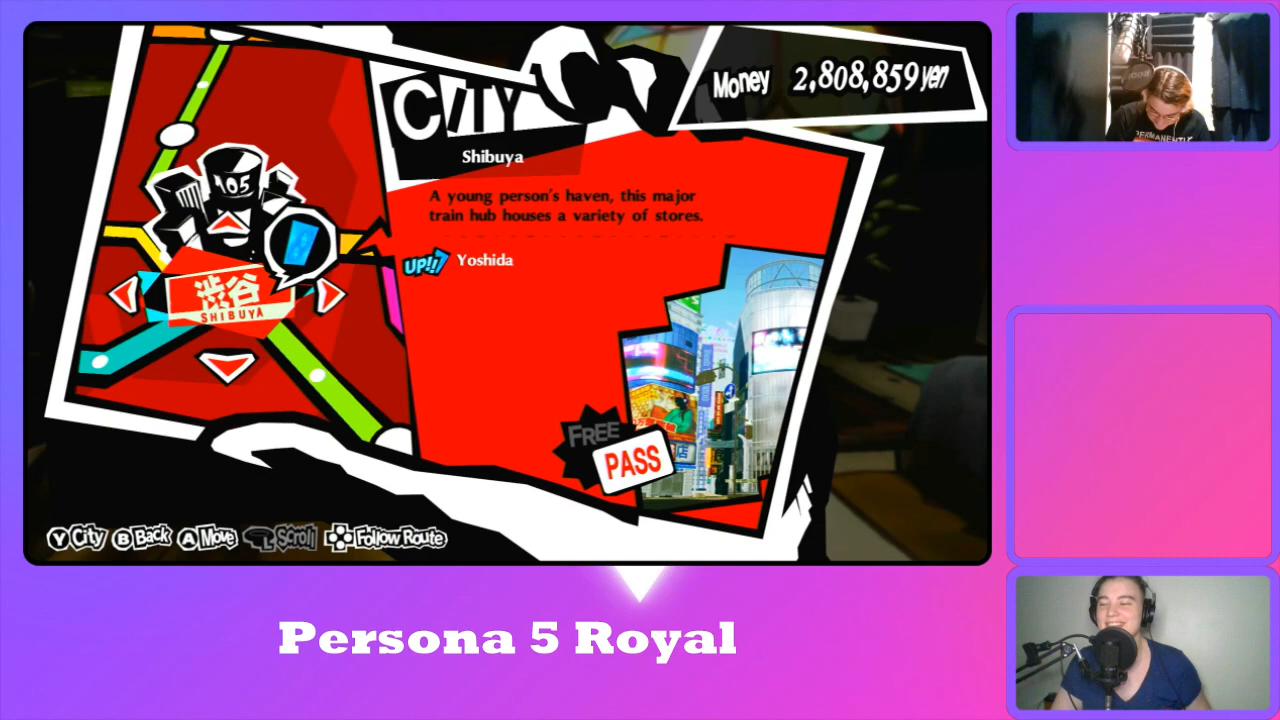 CITY
Money 2,808,859 yen
Shibuya
A young person's haven, this major
train hub houses a variety of stores.
UP!! Yoshida
105
渋谷
SHIBUYA
FREE
PASS
Y City B Back A Move L Scroll Follow Route
Persona 5 Royal
PERMANENTLY